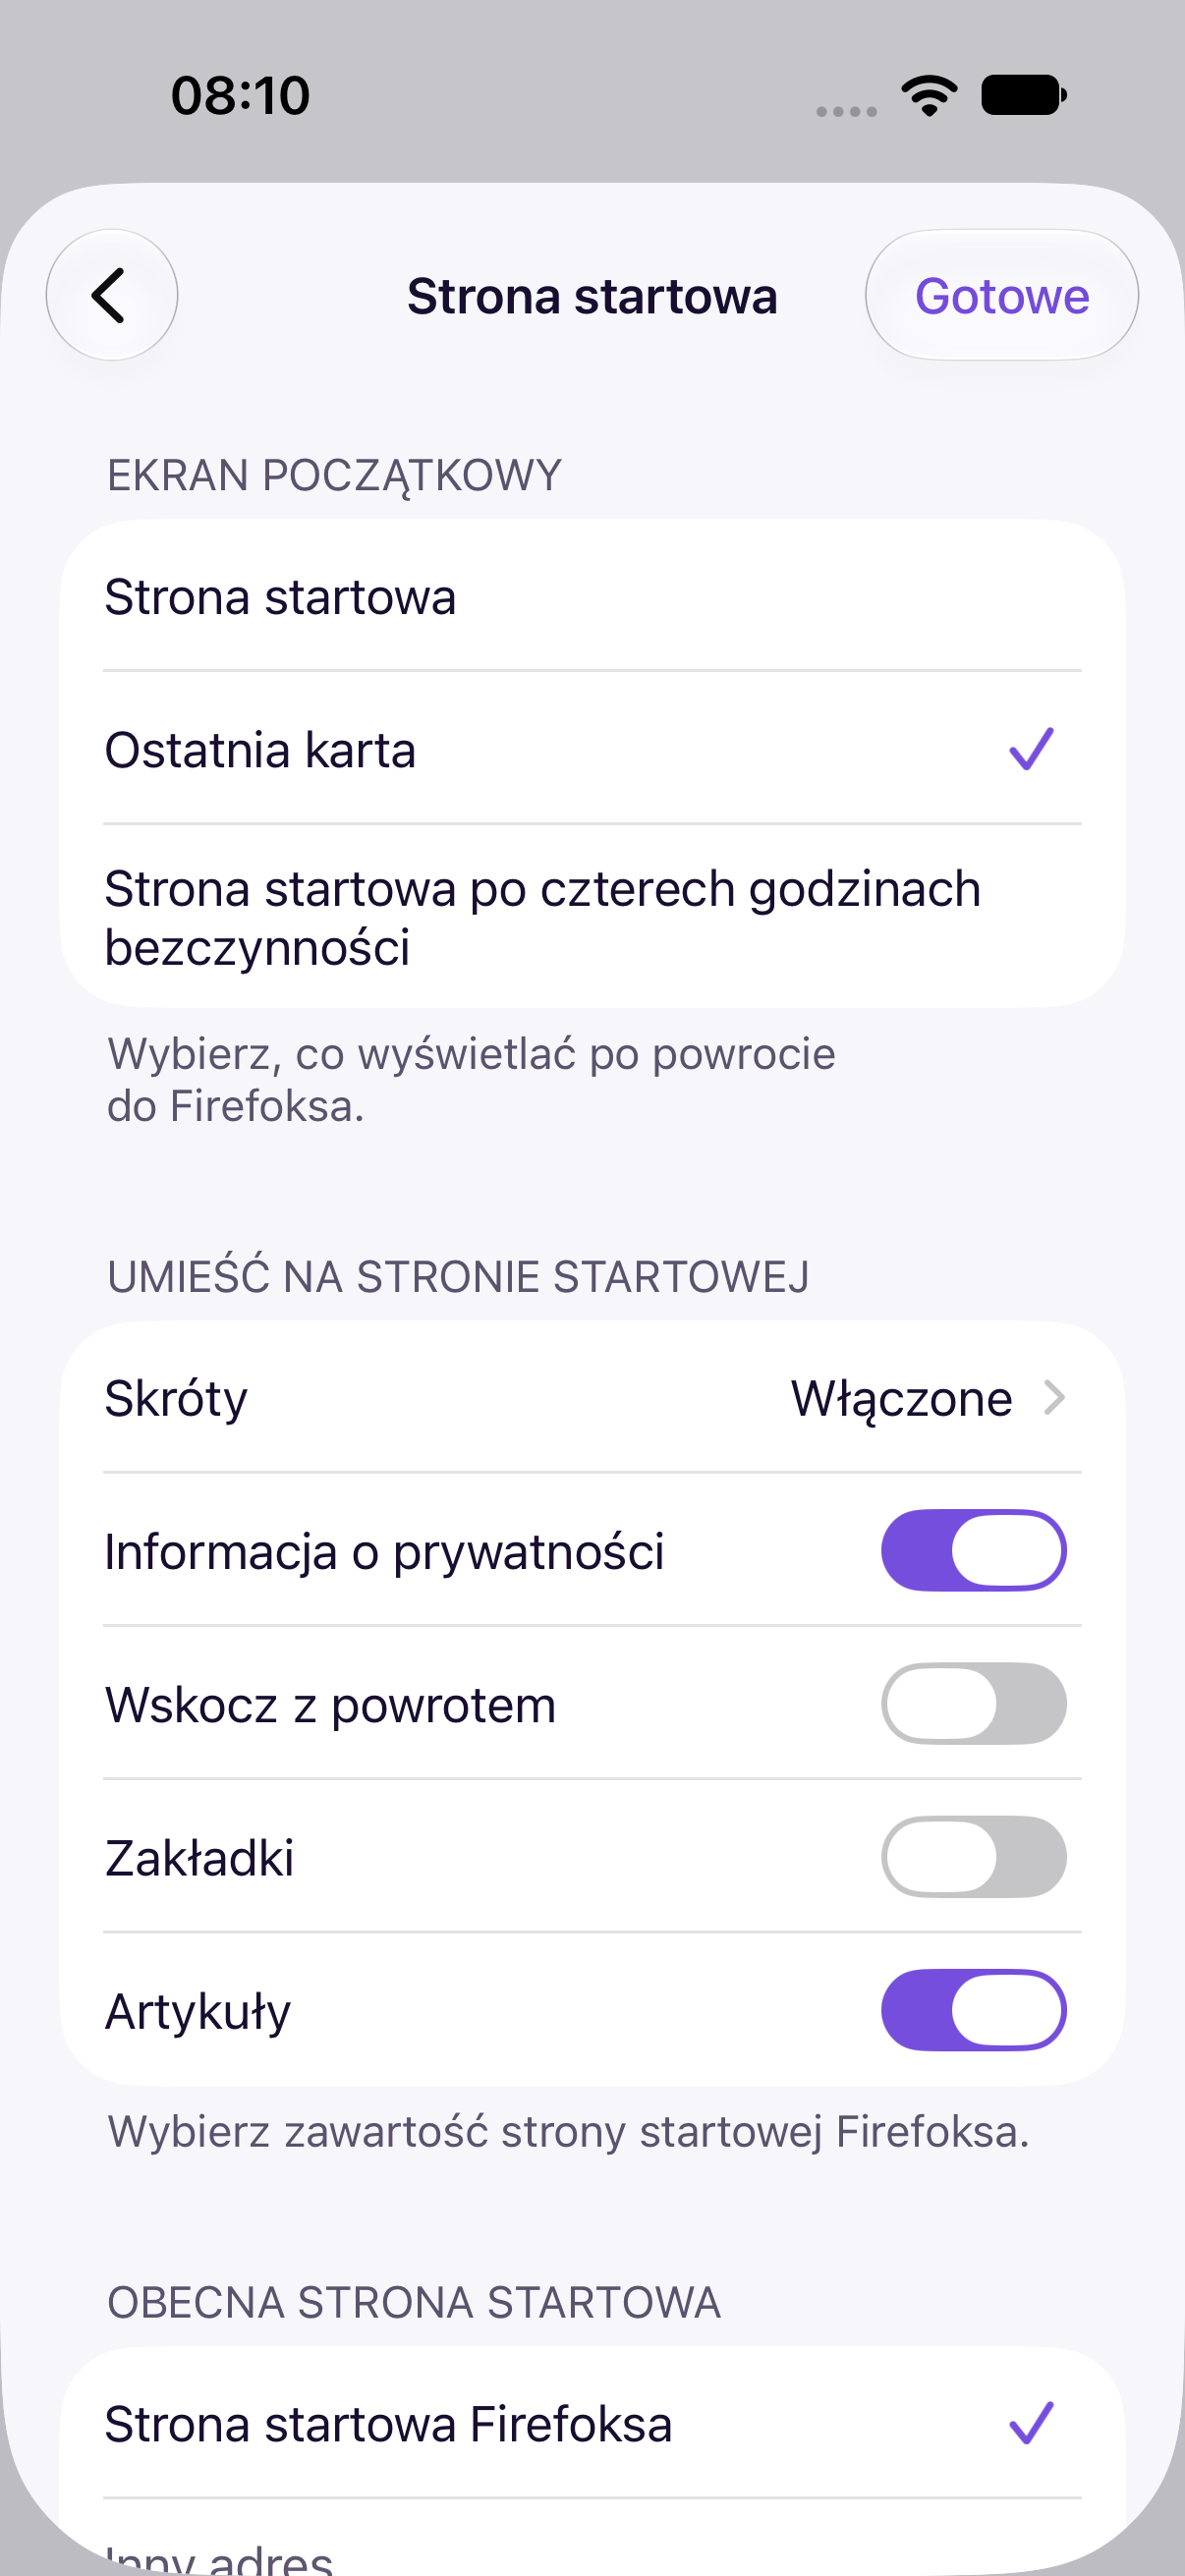 08:10
Strona startowa
Gotowe
EKRAN POCZĄTKOWY
Strona startowa
Ostatnia karta
Strona startowa po czterech godzinach
bezczynności
Wybierz, co wyświetlać po powrocie
do Firefoksa.
UMIEŚĆ NA STRONIE STARTOWEJ
Skróty
Włączone
Informacja o prywatności
Wskocz z powrotem
Zakładki
Artykuły
Wybierz zawartość strony startowej Firefoksa.
OBECNA STRONA STARTOWA
Strona startowa Firefoksa
Inny adres